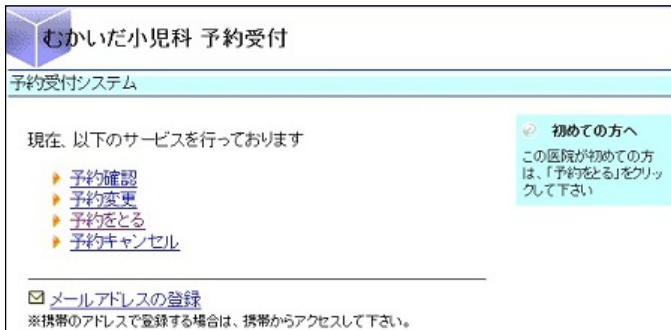 むかいだ小児科 予約受付
予約受付システム
現在、以下のサービスを行っております
予約確認
予約変更
予約をとる
予約キャンセル
メールアドレスの登録
※携帯のアドレスで登録する場合は、携帯からアクセスして下さい。
初めての方へ
この医院が初めての方
は、「予約をとる」をクリッ
クして下さい